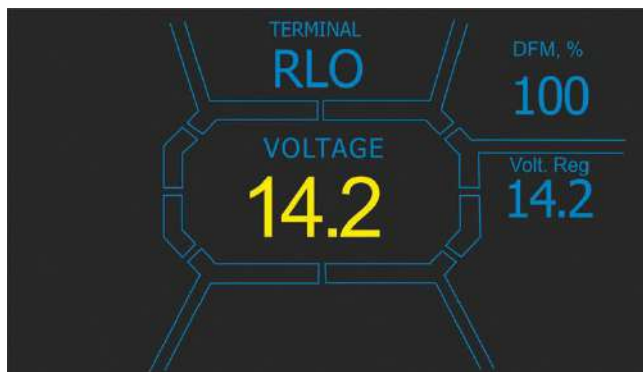 TERMINAL
RLO
DFM, %
100
VOLTAGE
14.2
Volt. Reg
14.2